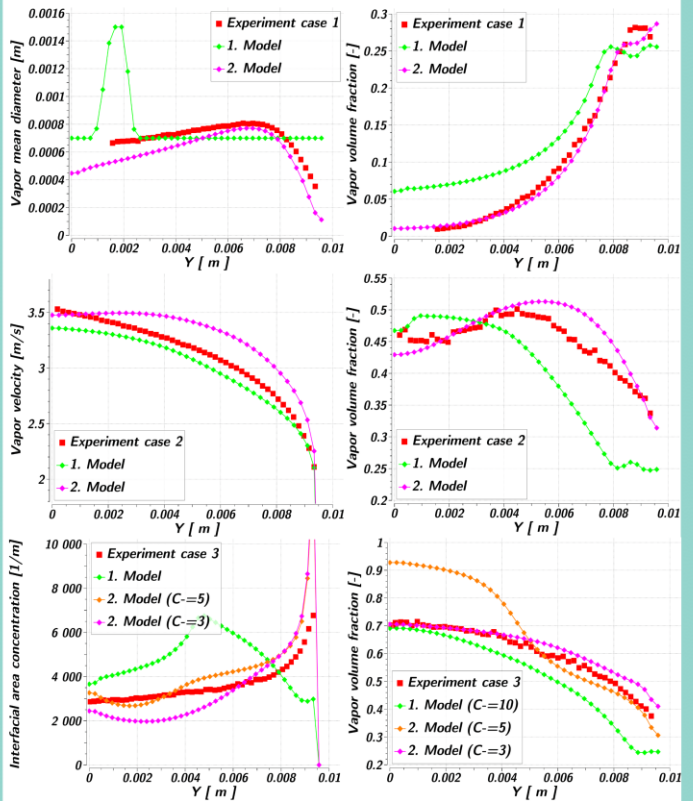 Vapor mean diameter [m]
0.0016
0.0014
0.0012
0.001
0.0008
0.0006
0.0004
0.0002
0
Experiment case 1
1. Model
2. Model
0 0.002 0.004 0.006 0.008 0.01
Y [ m ]
Vapor volume fraction [-]
0.3
0.25
0.2
0.15
0.1
0.05
0
Experiment case 1
1. Model
2. Model
0 0.002 0.004 0.006 0.008 0.01
Y [ m ]
Vapor velocity [m/s]
3.5
3
2.5
2
Experiment case 2
1. Model
2. Model
0 0.002 0.004 0.006 0.008 0.01
Y [ m ]
Vapor volume fraction [-]
0.55
0.5
0.45
0.4
0.35
0.3
0.25
0.2
Experiment case 2
1. Model
2. Model
0 0.002 0.004 0.006 0.008 0.01
Y [ m ]
Interfacial area concentration [1/m]
10 000
8 000
6 000
4 000
2 000
0
Experiment case 3
1. Model
2. Model (C-=5)
2. Model (C-=3)
0 0.002 0.004 0.006 0.008 0.01
Y [ m ]
Vapor volume fraction [-]
1
0.9
0.8
0.7
0.6
0.5
0.4
0.3
0.2
Experiment case 3
1. Model (C-=10)
2. Model (C-=5)
2. Model (C-=3)
0 0.002 0.004 0.006 0.008 0.01
Y [ m ]